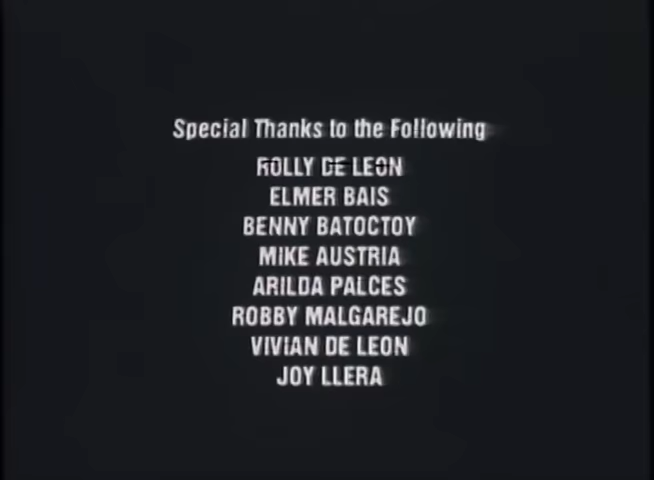 Special Thanks to the Following
ROLLY DE LEON
ELMER BAIS
BENNY BATOCTOY
MIKE AUSTRIA
ARILDA PALCES
ROBBY MALGAREJO
VIVIAN DE LEON
JOY LLERA